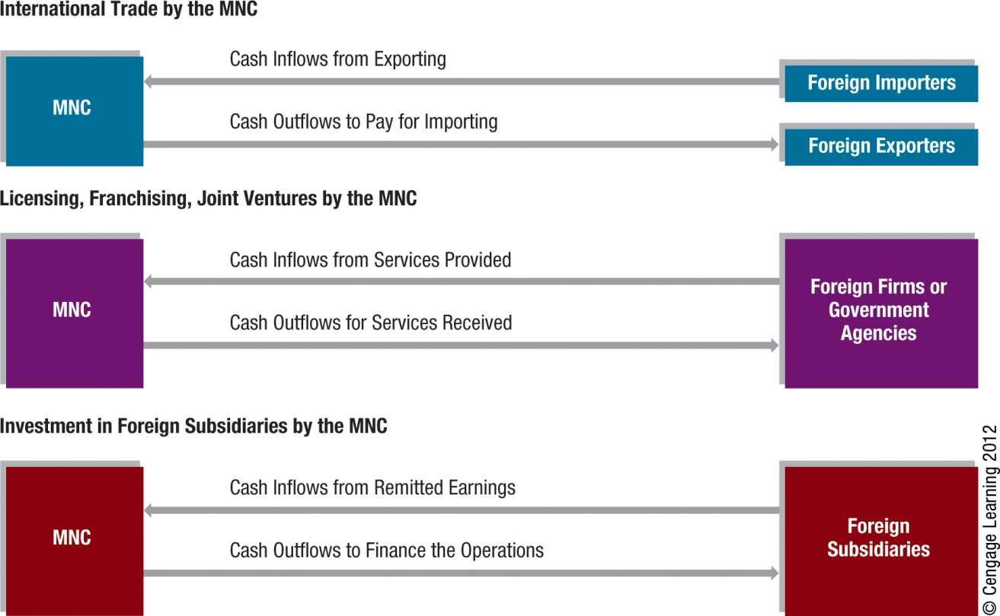 International Trade by the MNC
MNC
Cash Inflows from Exporting
Foreign Importers
Cash Outflows to Pay for Importing
Foreign Exporters
Licensing, Franchising, Joint Ventures by the MNC
MNC
Cash Inflows from Services Provided
Cash Outflows for Services Received
Foreign Firms or
Government
Agencies
Investment in Foreign Subsidiaries by the MNC
MNC
Cash Inflows from Remitted Earnings
Cash Outflows to Finance the Operations
Foreign
Subsidiaries
© Cengage Learning 2012